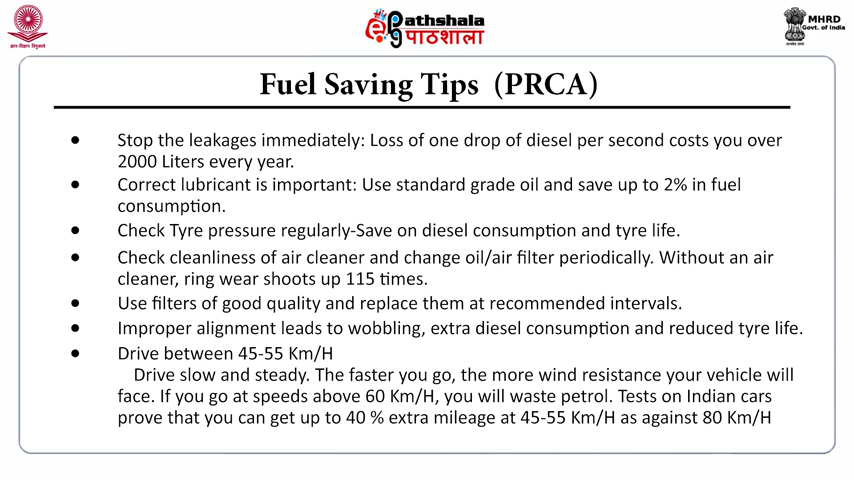 ज्ञान-विज्ञान विमुक्तये
ePathshala
पाठशाला
MHRD
Govt. of India
सत्यमेव जयते
Fuel Saving Tips (PRCA)
● Stop the leakages immediately: Loss of one drop of diesel per second costs you over
2000 Liters every year.
● Correct lubricant is important: Use standard grade oil and save up to 2% in fuel
consumption.
● Check Tyre pressure regularly-Save on diesel consumption and tyre life.
● Check cleanliness of air cleaner and change oil/air filter periodically. Without an air
cleaner, ring wear shoots up 115 times.
● Use filters of good quality and replace them at recommended intervals.
● Improper alignment leads to wobbling, extra diesel consumption and reduced tyre life.
● Drive between 45-55 Km/H
Drive slow and steady. The faster you go, the more wind resistance your vehicle will
face. If you go at speeds above 60 Km/H, you will waste petrol. Tests on Indian cars
prove that you can get up to 40 % extra mileage at 45-55 Km/H as against 80 Km/H